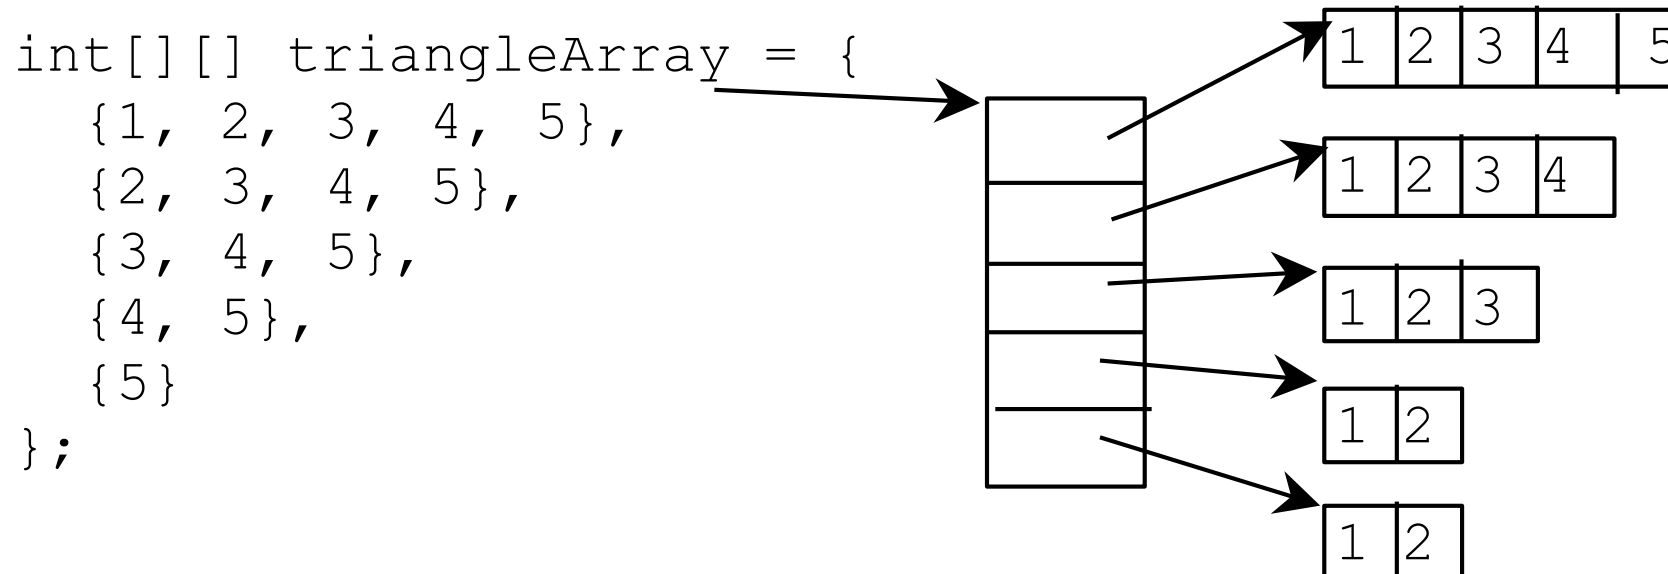 int[][] triangleArray = {
{1, 2, 3, 4, 5},
{2, 3, 4, 5},
{3, 4, 5},
{4, 5},
{5}
};
1 2 3 4 5
1 2 3 4
1 2 3
1 2
1 2